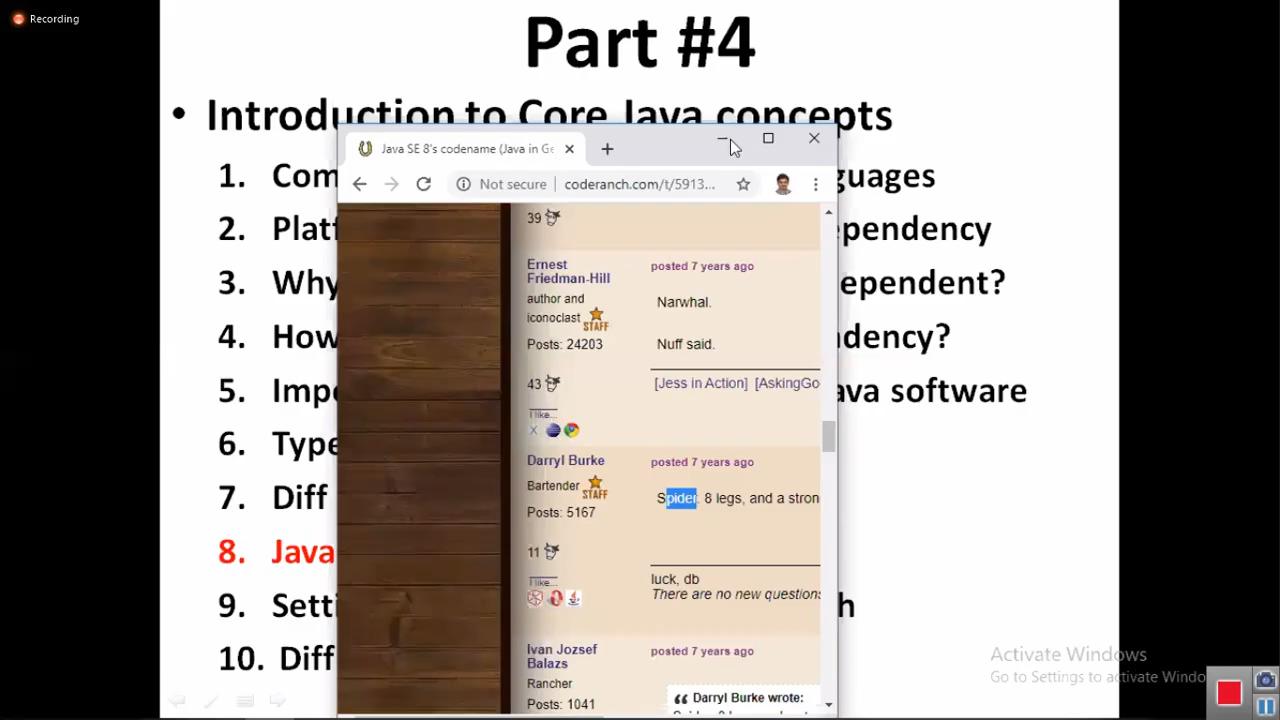 Recording
Part #4
• Introduction to Core Java concepts
Java SE 8's codename (Java in Ge
1. Com
guages
Not secure
coderanch.com/t/5913...
2. Platf
ependency
39
Ernest
Friedman-Hill
posted 7 years ago
author and
iconoclast
STAFF
Posts: 24203
Narwhal.
Nuff said.
3. Why
ependent?
4. How
dency?
43
[Jess in Action] [AskingGo
5. Impo
ava software
I like...
6. Type
Darryl Burke
posted 7 years ago
Bartender
STAFF
Posts: 5167
Spider. 8 legs, and a stron
7. Diff
8. Java
11
luck, db
There are no new questions
I like...
9. Setti
h
Ivan Jozsef
Balazs
posted 7 years ago
Rancher
Posts: 1041
Darryl Burke wrote:
10. Diff
Activate Windows
Go to Settings to activate Windo